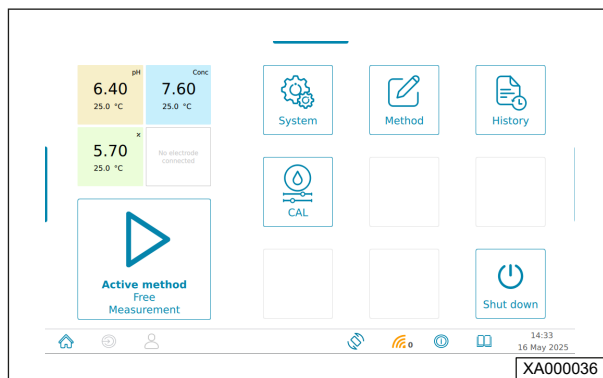 pH
6.40
25.0 °C
Conc
7.60
25.0 °C
x
5.70
25.0 °C
No electrode
connected
Active method
Free
Measurement
System
Method
History
CAL
Shut down
0
14:33
16 May 2025
XA000036